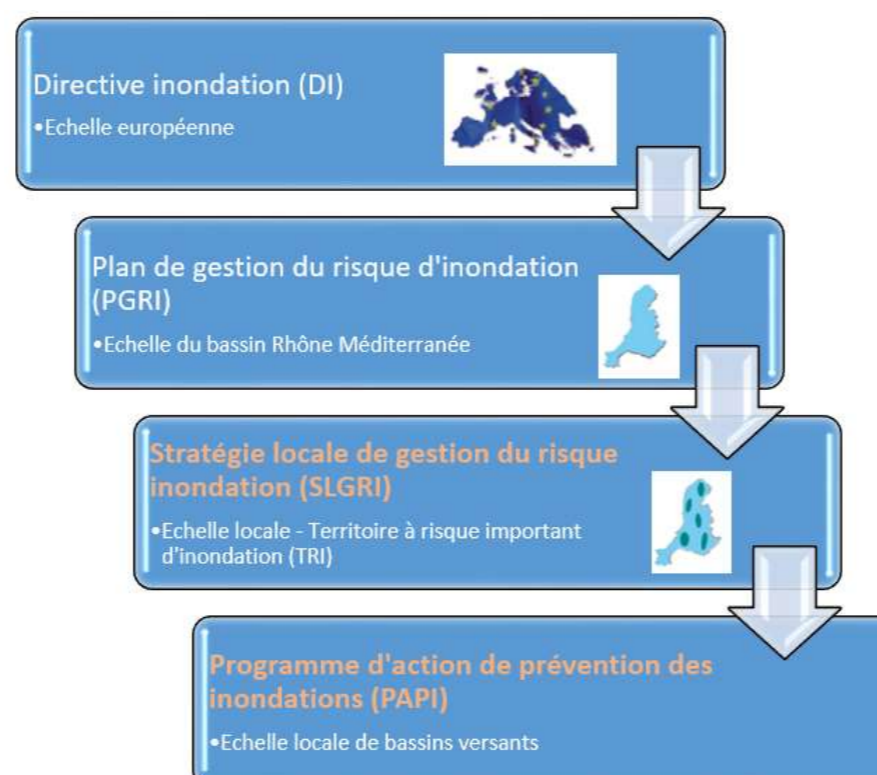 Directive inondation (DI)
•Echelle européenne
Plan de gestion du risque d'inondation
(PGRI)
•Echelle du bassin Rhône Méditerranée
Stratégie locale de gestion du risque
inondation (SLGRI)
•Echelle locale - Territoire à risque important
d'inondation (TRI)
Programme d'action de prévention des
inondations (PAPI)
•Echelle locale de bassins versants